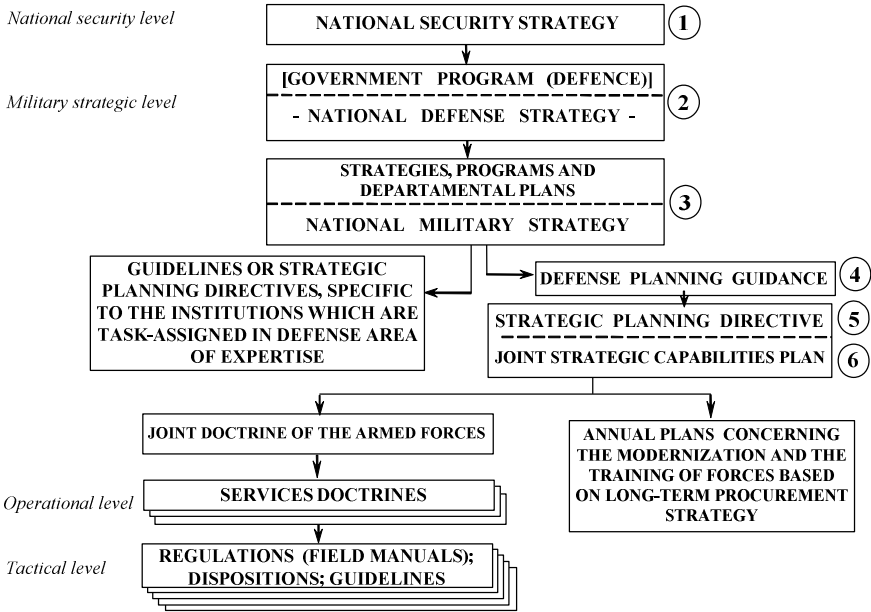 National security level
NATIONAL SECURITY STRATEGY
1
[GOVERNMENT PROGRAM (DEFENCE)]
Military strategic level
- NATIONAL DEFENSE STRATEGY -
2
STRATEGIES, PROGRAMS AND
DEPARTAMENTAL PLANS
3
NATIONAL MILITARY STRATEGY
GUIDELINES OR STRATEGIC
PLANNING DIRECTIVES, SPECIFIC
TO THE INSTITUTIONS WHICH ARE
TASK-ASSIGNED IN DEFENSE AREA
OF EXPERTISE
DEFENSE PLANNING GUIDANCE
4
STRATEGIC PLANNING DIRECTIVE
5
JOINT STRATEGIC CAPABILITIES PLAN
6
JOINT DOCTRINE OF THE ARMED FORCES
ANNUAL PLANS CONCERNING
THE MODERNIZATION AND THE
TRAINING OF FORCES BASED
ON LONG-TERM PROCUREMENT
STRATEGY
Operational level
SERVICES DOCTRINES
Tactical level
REGULATIONS (FIELD MANUALS);
DISPOSITIONS; GUIDELINES